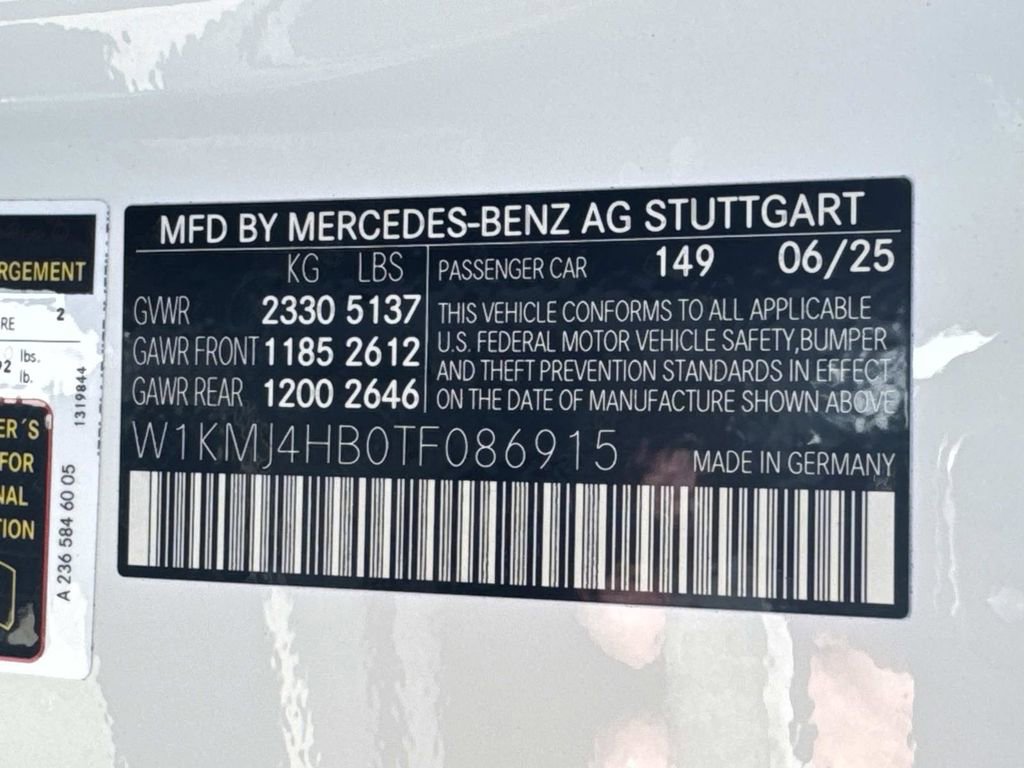 MFD BY MERCEDES-BENZ AG STUTTGART
KG LBS
GVWR 2330 5137
GAWR FRONT 1185 2612
GAWR REAR 1200 2646
PASSENGER CAR 149 06/25
THIS VEHICLE CONFORMS TO ALL APPLICABLE
U.S. FEDERAL MOTOR VEHICLE SAFETY, BUMPER
AND THEFT PREVENTION STANDARDS IN EFFECT
ON THE DATE OF MANUFACTURE SHOWN ABOVE
W1KMJ4HB0TF086915
MADE IN GERMANY
RGEMENT
RE 2
lbs.
lb.
1319844
ER´S
FOR
NAL
TION
A 236 584 60 05